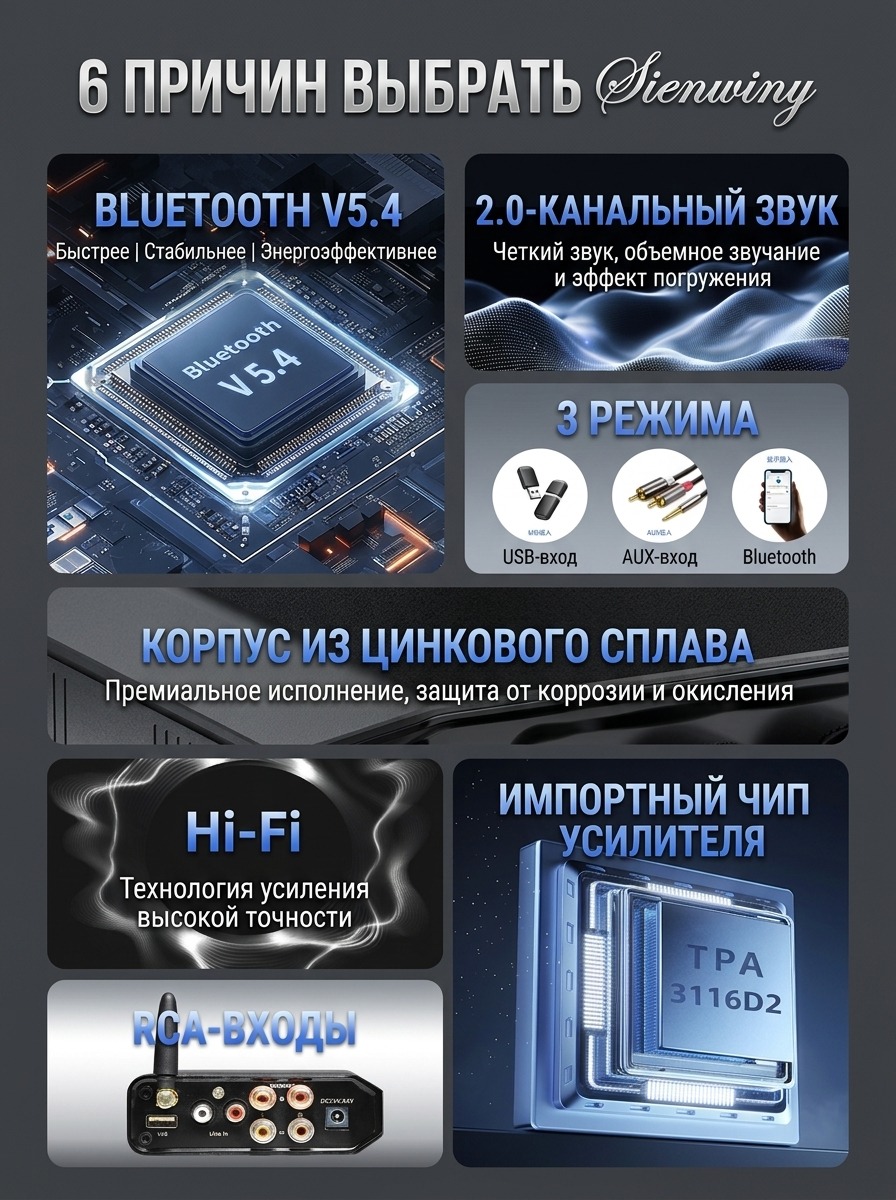 6 ПРИЧИН ВЫБРАТЬ Sienwiny
BLUETOOTH V5.4
Быстрее | Стабильнее | Энергоэффективнее
Bluetooth
V 5.4
2.0-КАНАЛЬНЫЙ ЗВУК
Четкий звук, объемное звучание
и эффект погружения
3 РЕЖИМА
USB-вход
AUX-вход
Bluetooth
КОРПУС ИЗ ЦИНКОВОГО СПЛАВА
Премиальное исполнение, защита от коррозии и окисления
Hi-Fi
Технология усиления
высокой точности
ИМПОРТНЫЙ ЧИП
УСИЛИТЕЛЯ
TPA
3116D2
RCA-ВХОДЫ
Line In